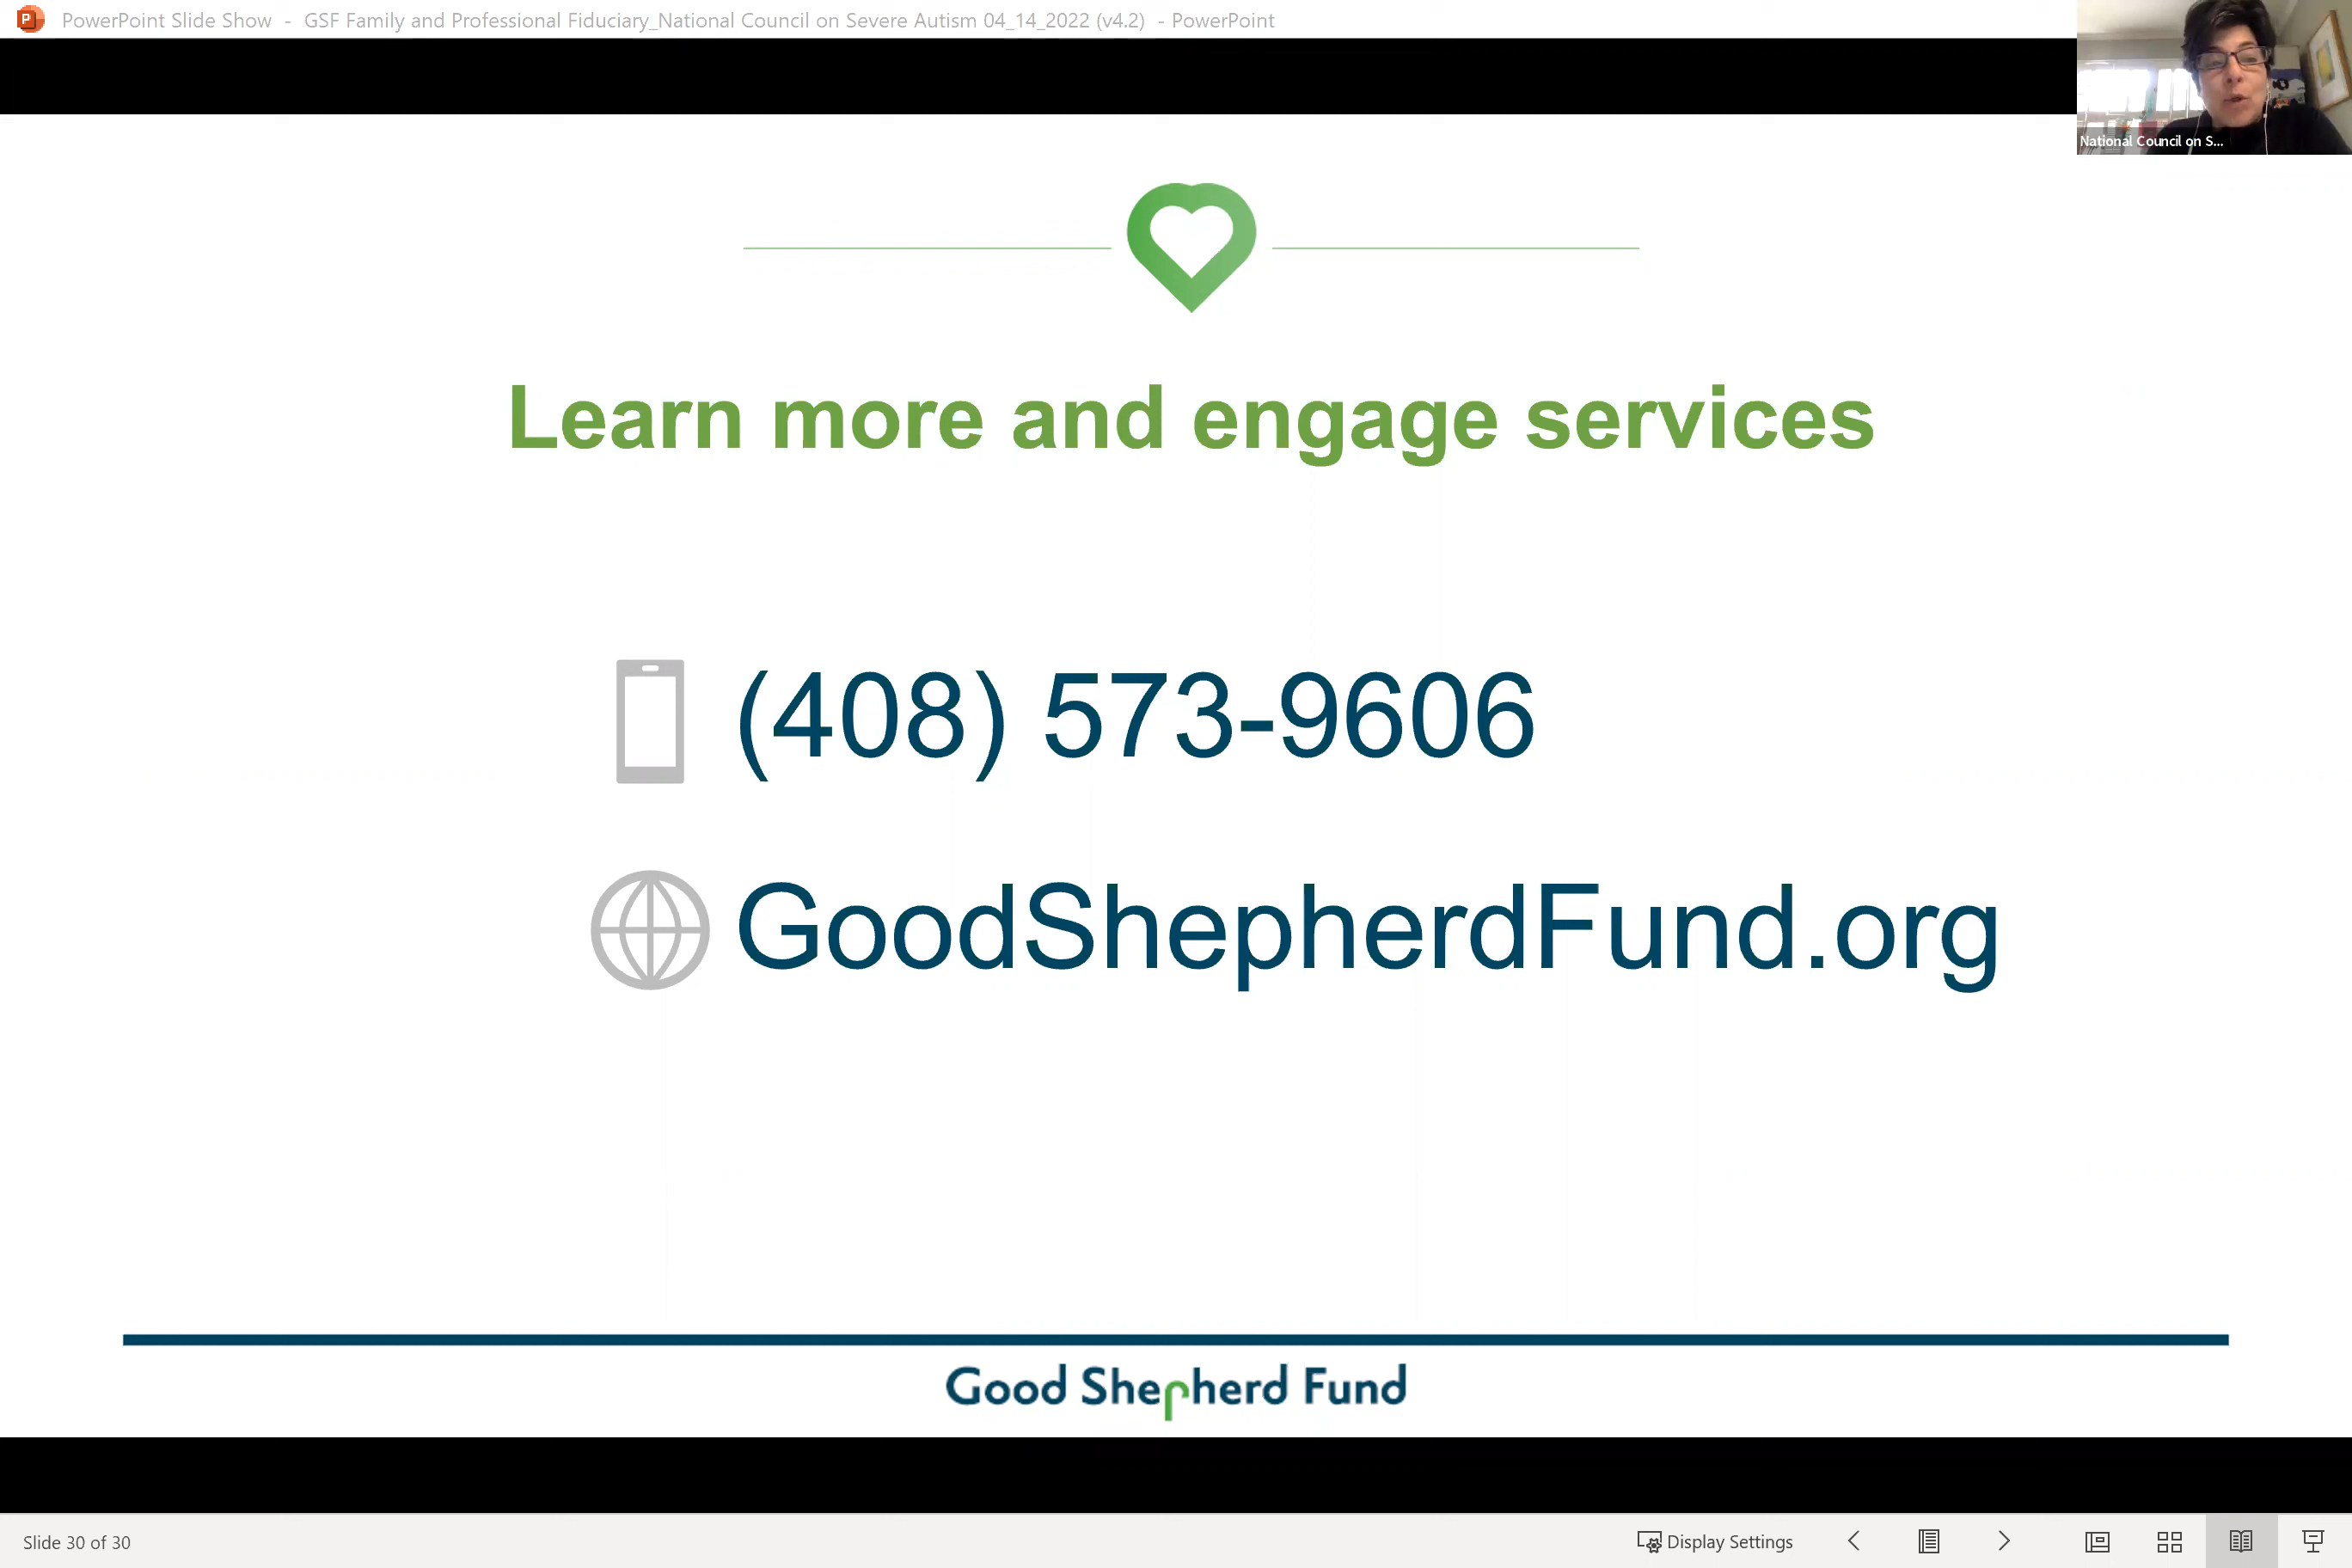 PowerPoint Slide Show - GSF Family and Professional Fiduciary_National Council on Severe Autism 04_14_2022 (v4.2) - PowerPoint
National Council on S...
Learn more and engage services
(408) 573-9606
GoodShepherdFund.org
Good Shepherd Fund
Slide 30 of 30
Display Settings